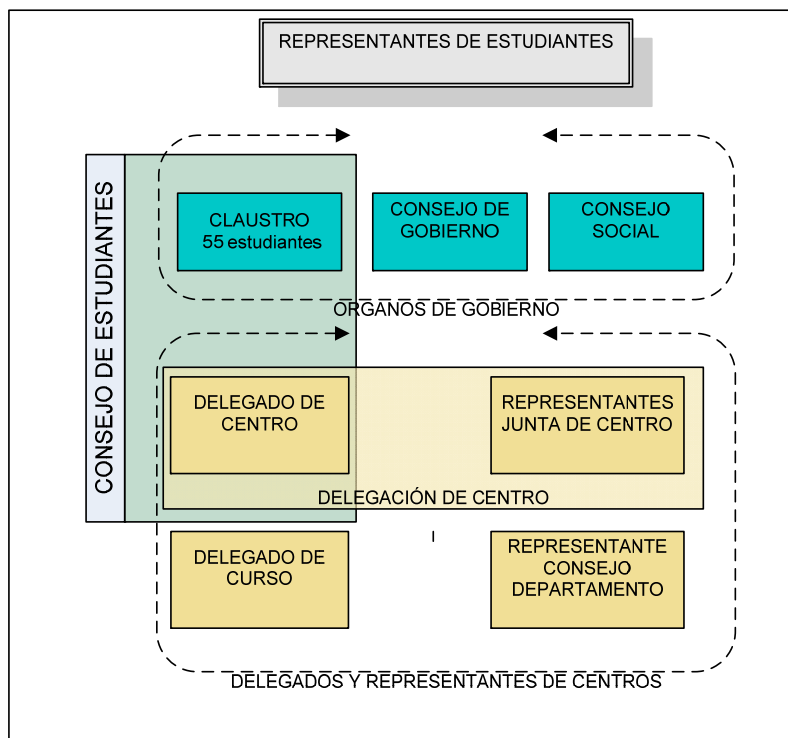 REPRESENTANTES DE ESTUDIANTES
CONSEJO DE ESTUDIANTES
CLAUSTRO
55 estudiantes
CONSEJO DE
GOBIERNO
CONSEJO
SOCIAL
ORGANOS DE GOBIERNO
DELEGADO DE
CENTRO
REPRESENTANTES
JUNTA DE CENTRO
DELEGACIÓN DE CENTRO
DELEGADO DE
CURSO
REPRESENTANTE
CONSEJO
DEPARTAMENTO
DELEGADOS Y REPRESENTANTES DE CENTROS